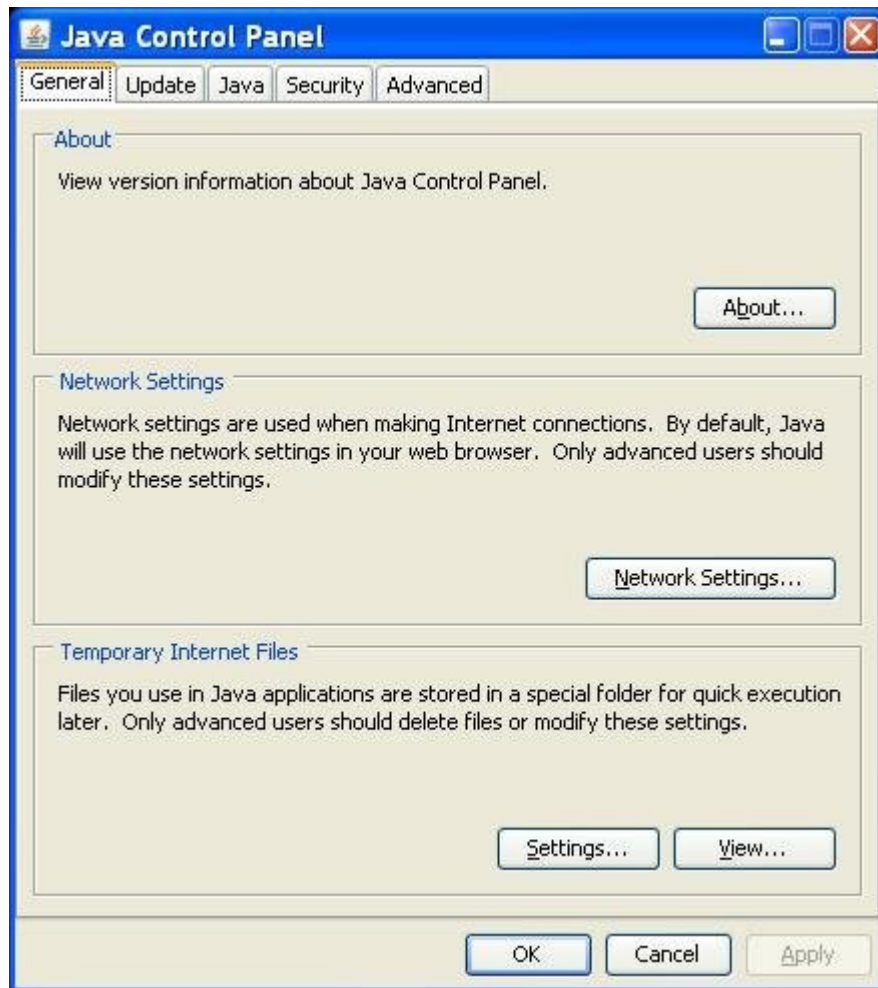 Java Control Panel
General Update Java Security Advanced
About
View version information about Java Control Panel.
About...
Network Settings
Network settings are used when making Internet connections. By default, Java
will use the network settings in your web browser. Only advanced users should
modify these settings.
Network Settings...
Temporary Internet Files
Files you use in Java applications are stored in a special folder for quick execution
later. Only advanced users should delete files or modify these settings.
Settings... View...
OK Cancel Apply